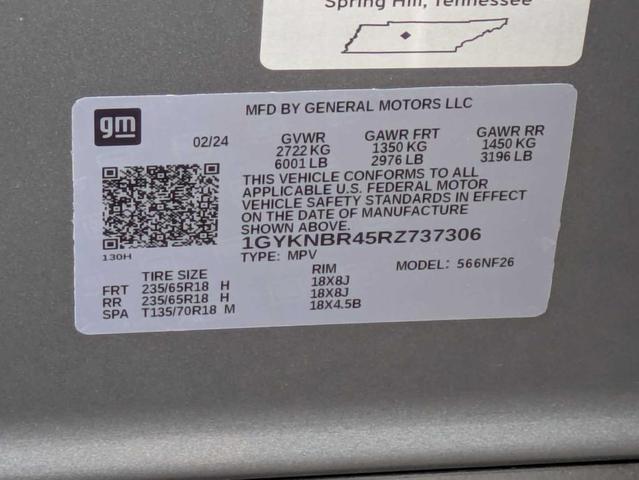 Spring Hill, Tennessee
gm
MFD BY GENERAL MOTORS LLC
02/24 GVWR GAWR FRT GAWR RR
2722 KG 1350 KG 1450 KG
6001 LB 2976 LB 3196 LB
THIS VEHICLE CONFORMS TO ALL
APPLICABLE U.S. FEDERAL MOTOR
VEHICLE SAFETY STANDARDS IN EFFECT
ON THE DATE OF MANUFACTURE
SHOWN ABOVE.
1GYKNBR45RZ737306
130H
TYPE: MPV MODEL: 566NF26
TIRE SIZE RIM
FRT 235/65R18 H 18X8J
RR 235/65R18 H 18X8J
SPA T135/70R18 M 18X4.5B